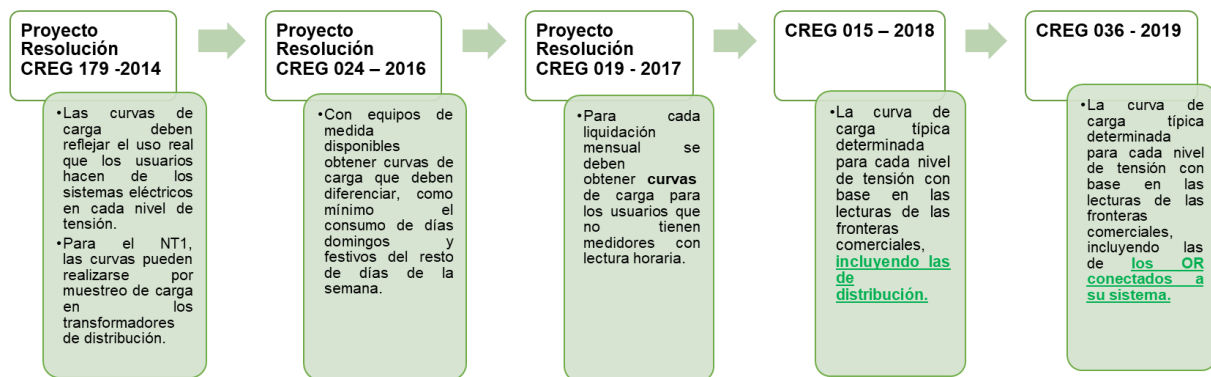 Proyecto
Resolución
CREG 179 -2014
•Las curvas de
carga deben
reflejar el uso real
que los usuarios
hacen de los
sistemas eléctricos
en cada nivel de
tensión.
•Para el NT1,
las curvas pueden
realizarse por
muestreo de carga
en los
transformadores
de distribución.
Proyecto
Resolución
CREG 024 – 2016
•Con equipos de
medida
disponibles
obtener curvas de
carga que deben
diferenciar, como
mínimo el
consumo de días
domingos y
festivos del resto
de días de la
semana.
Proyecto
Resolución
CREG 019 - 2017
•Para cada
liquidación
mensual se
deben
obtener curvas
de carga para
los usuarios que
no tienen
medidores con
lectura horaria.
CREG 015 – 2018
•La curva de
carga típica
determinada
para cada nivel
de tensión con
base en las
lecturas de las
fronteras
comerciales,
incluyendo las
de
distribución.
CREG 036 - 2019
•La curva de
carga típica
determinada
para cada nivel
de tensión con
base en las
lecturas de las
fronteras
comerciales,
incluyendo las
de los OR
conectados a
su sistema.